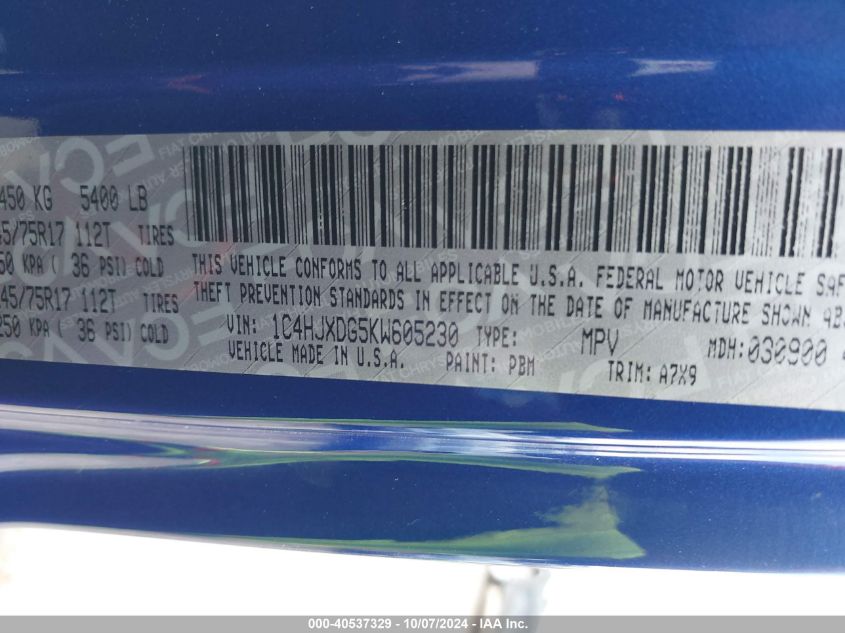 450 KG 5400 LB
45/75R17 112T TIRES
50 KPA ( 36 PSI) COLD
245/75R17 112T TIRES
250 KPA ( 36 PSI) COLD
THIS VEHICLE CONFORMS TO ALL APPLICABLE U.S.A. FEDERAL MOTOR VEHICLE SAF
THEFT PREVENTION STANDARDS IN EFFECT ON THE DATE OF MANUFACTURE SHOWN AB
VIN: 1C4HJXDG5KW605230 TYPE: MPV MDH: 030900
VEHICLE MADE IN U.S.A. PAINT: PBM TRIM: A7X9
000-40537329 - 10/07/2024 - IAA Inc.